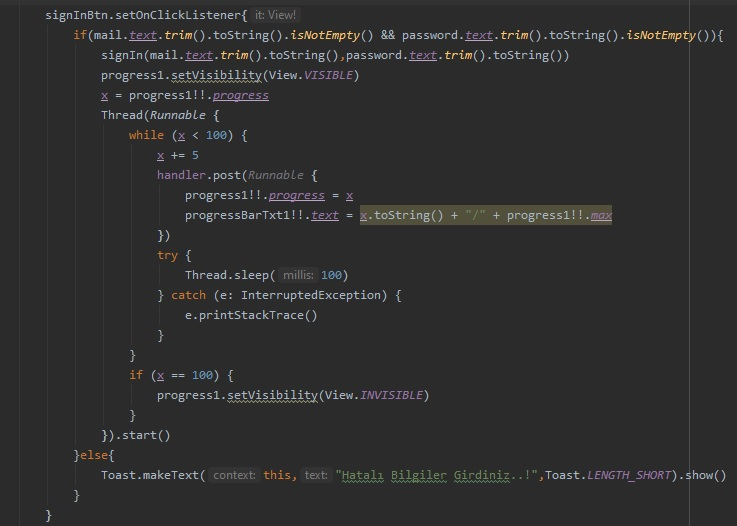 signInBtn.setOnClickListener{ it: View!
if(mail.text.trim().toString().isNotEmpty() && password.text.trim().toString().isNotEmpty()){
signIn(mail.text.trim().toString(),password.text.trim().toString())
progress1.setVisibility(View.VISIBLE)
x = progress1!!.progress
Thread(Runnable {
while (x < 100) {
x += 5
handler.post(Runnable {
progress1!!.progress = x
progressBarTxt1!!.text = x.toString() + "/" + progress1!!.max
})
try {
Thread.sleep( millis: 100)
} catch (e: InterruptedException) {
e.printStackTrace()
}
}
if (x == 100) {
progress1.setVisibility(View.INVISIBLE)
}
}).start()
}else{
Toast.makeText( context: this, text: "Hatalı Bilgiler Girdiniz..!",Toast.LENGTH_SHORT).show()
}
}